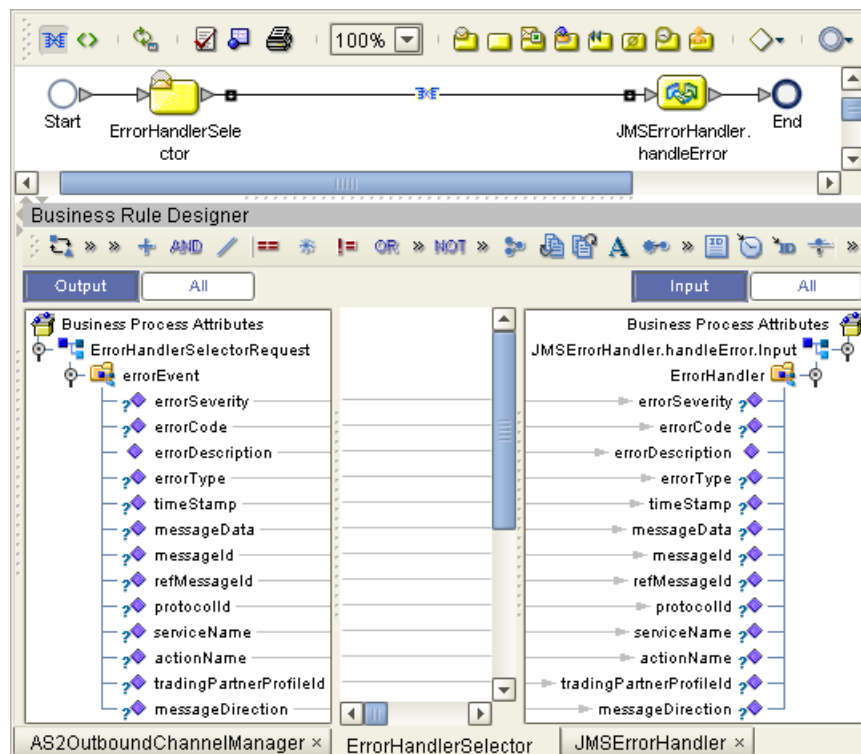 100%
Start
ErrorHandlerSele
ctor
JMSErrorHandler.
handleError
End
Business Rule Designer
» » AND == != OR » NOT » A » ID ID »
Output All Input All
Business Process Attributes
ErrorHandlerSelectorRequest
errorEvent
errorSeverity
errorCode
errorDescription
errorType
timeStamp
messageData
messageId
refMessageId
protocolId
serviceName
actionName
tradingPartnerProfileId
messageDirection
Business Process Attributes
JMSErrorHandler.handleError.Input
ErrorHandler
errorSeverity
errorCode
errorDescription
errorType
timeStamp
messageData
messageId
refMessageId
protocolId
serviceName
actionName
tradingPartnerProfileId
messageDirection
AS2OutboundChannelManager × ErrorHandlerSelector JMSErrorHandler ×